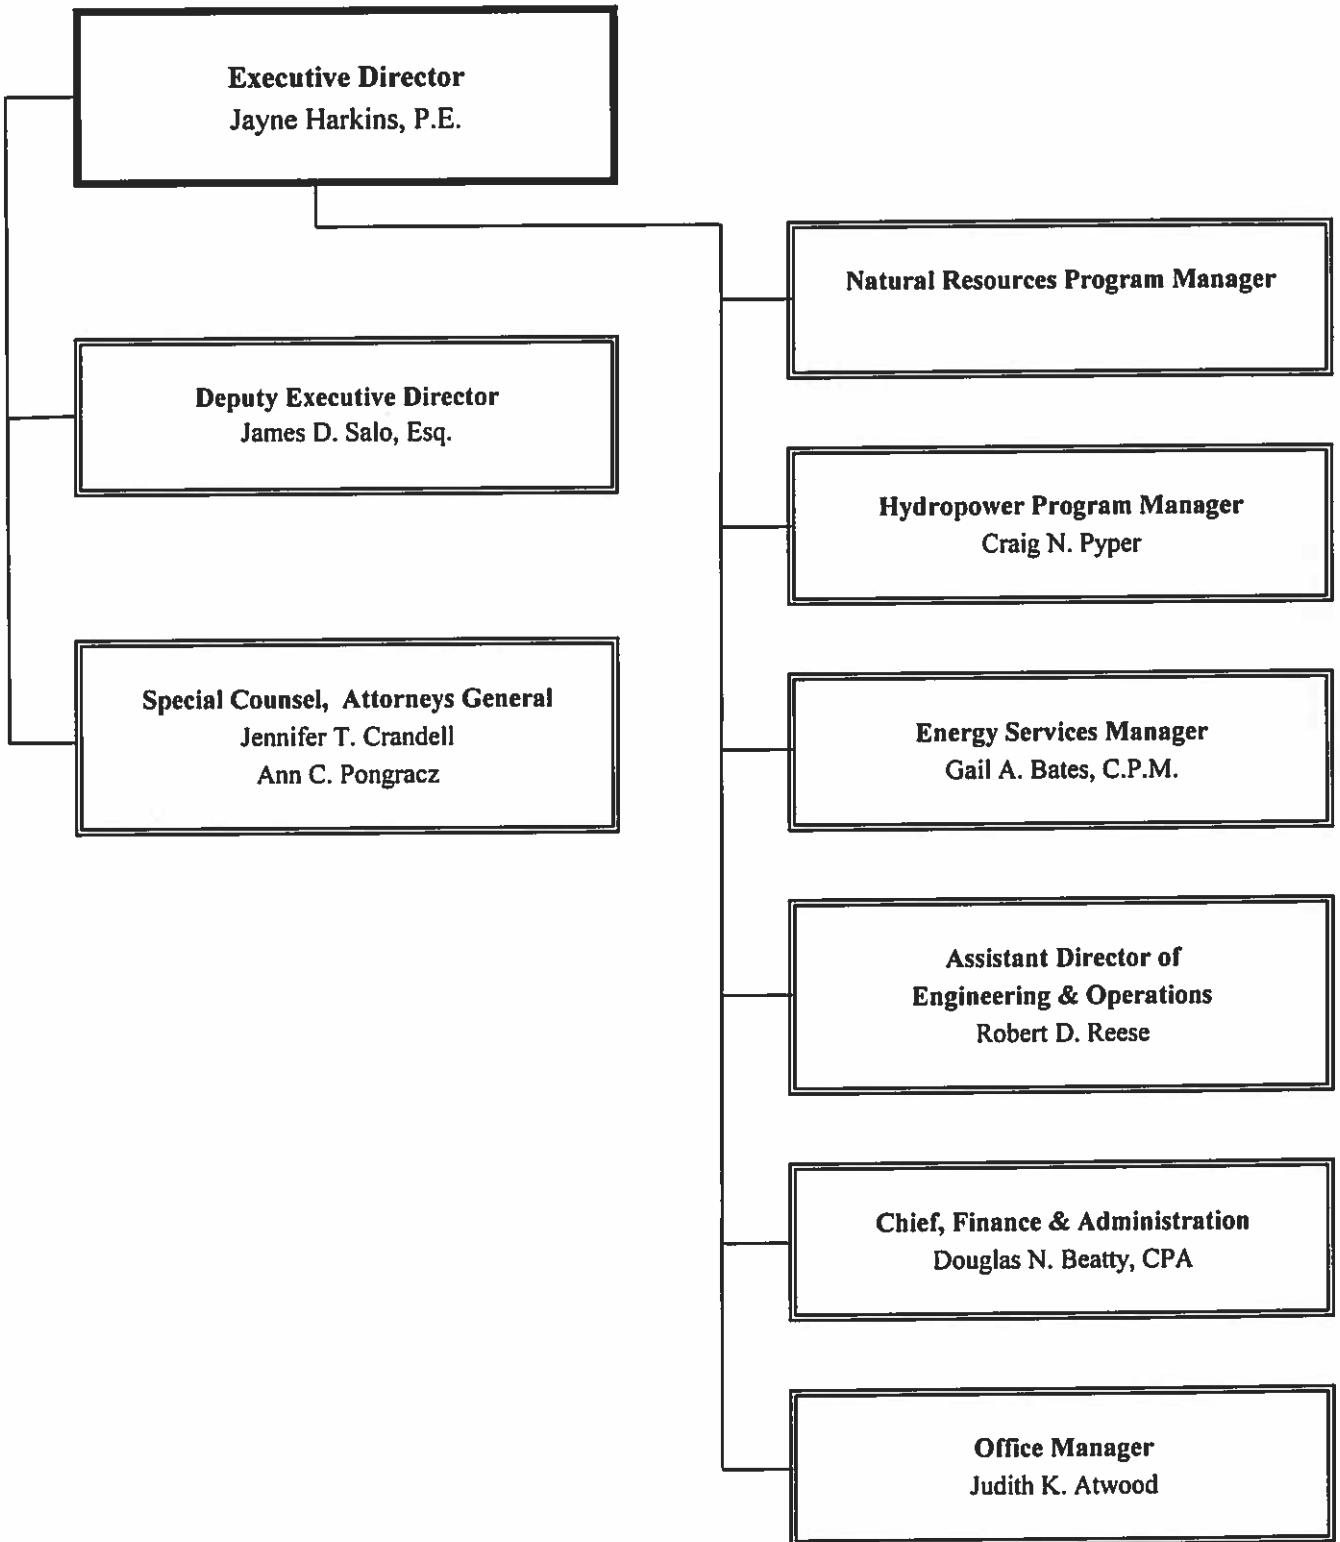 Executive Director
Jayne Harkins, P.E.
Deputy Executive Director
James D. Salo, Esq.
Special Counsel, Attorneys General
Jennifer T. Crandell
Ann C. Pongracz
Natural Resources Program Manager
Hydropower Program Manager
Craig N. Pyper
Energy Services Manager
Gail A. Bates, C.P.M.
Assistant Director of
Engineering & Operations
Robert D. Reese
Chief, Finance & Administration
Douglas N. Beatty, CPA
Office Manager
Judith K. Atwood